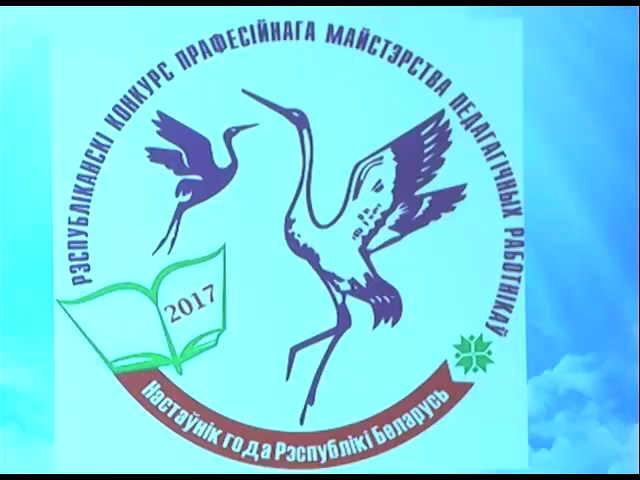 РЭСПУБЛІКАНСКІ КОНКУРС ПРАФЕСІЙНАГА МАЙСТЭРСТВА ПЕДАГАГІЧНЫХ РАБОТНІКАЎ
2017
Настаўнік года Рэспублікі Беларусь